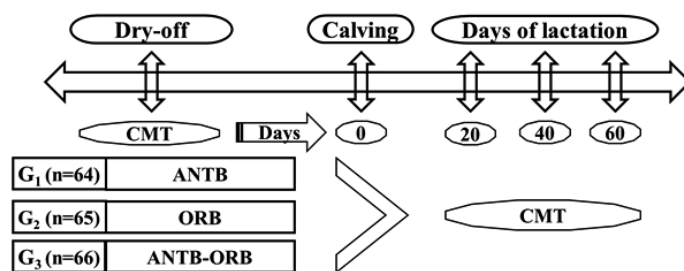 Dry-off Calving Days of lactation
CMT Days 0 20 40 60
G1 (n=64) ANTB
G2 (n=65) ORB
CMT
G3 (n=66) ANTB-ORB